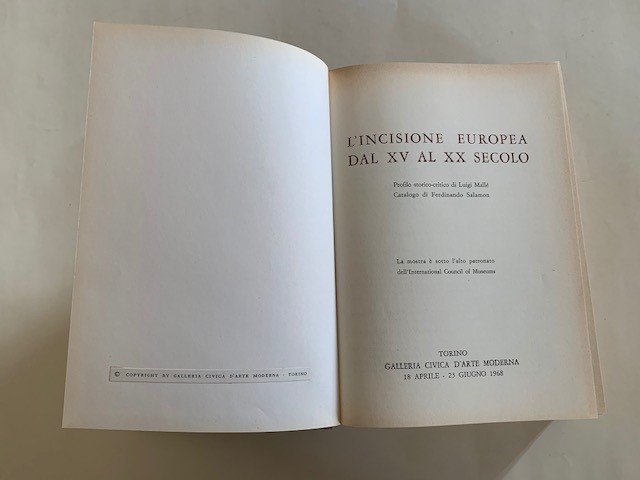 © COPYRIGHT BY GALLERIA CIVICA D'ARTE MODERNA - TORINO
L'INCISIONE EUROPEA
DAL XV AL XX SECOLO
Profilo storico-critico di Luigi Mallé
Catalogo di Ferdinando Salamon
La mostra è sotto l'alto patronato
dell'International Council of Museums
TORINO
GALLERIA CIVICA D'ARTE MODERNA
18 APRILE - 23 GIUGNO 1968